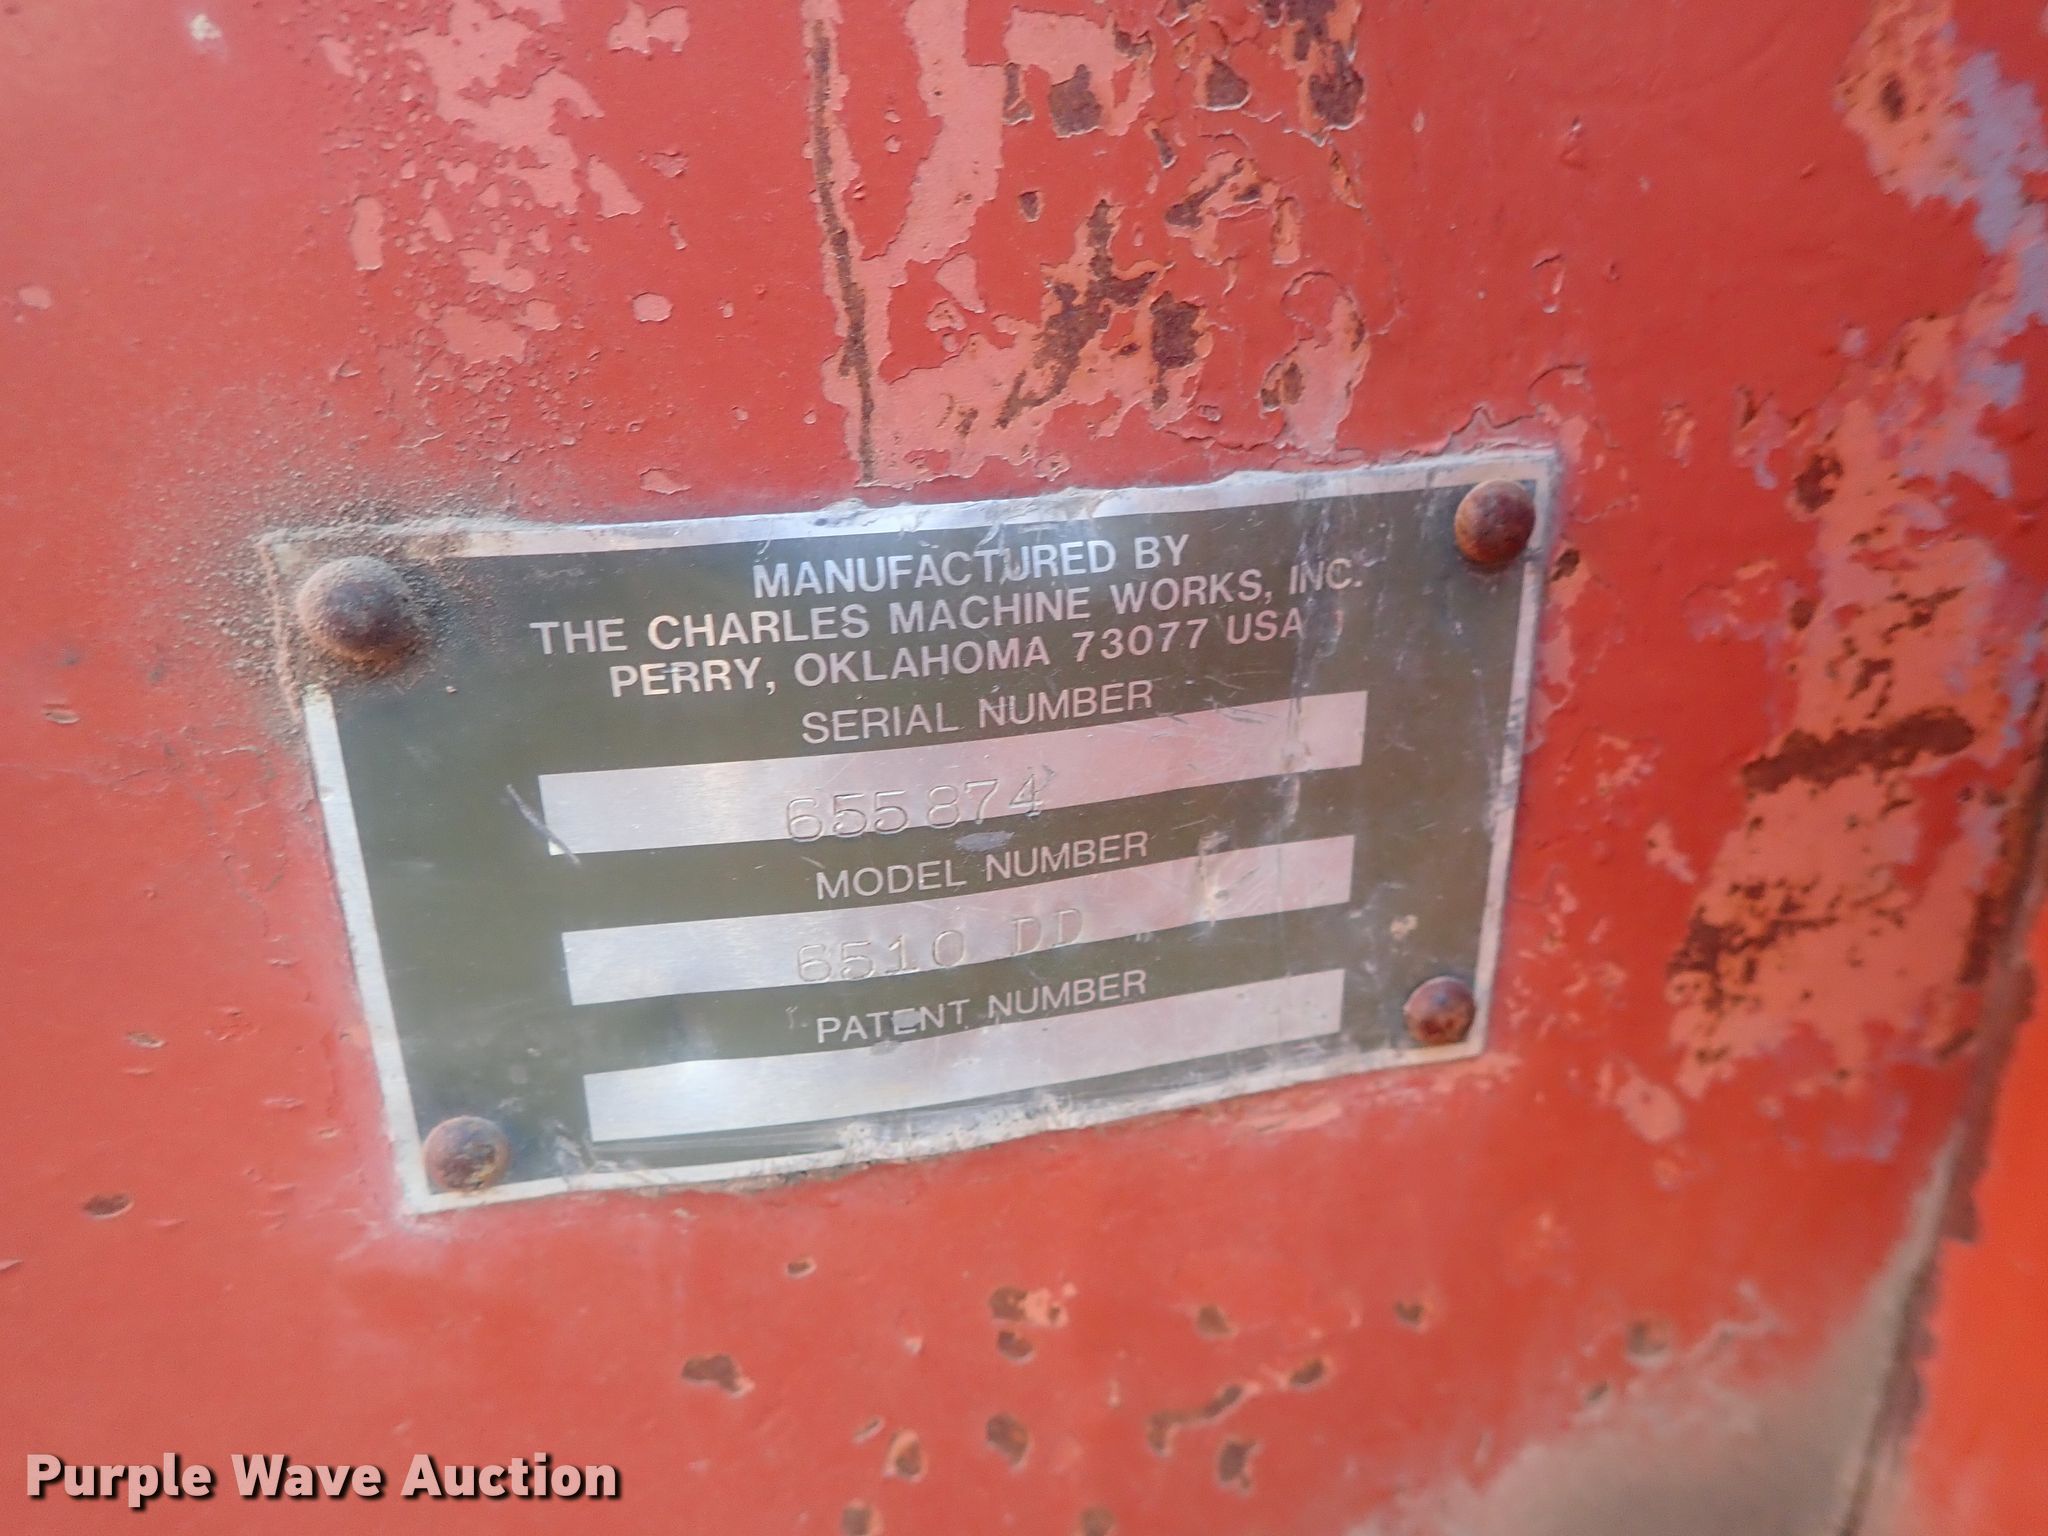 MANUFACTURED BY
THE CHARLES MACHINE WORKS, INC.
PERRY, OKLAHOMA 73077 USA
SERIAL NUMBER
655874
MODEL NUMBER
6510 DD
PATENT NUMBER
Purple Wave Auction